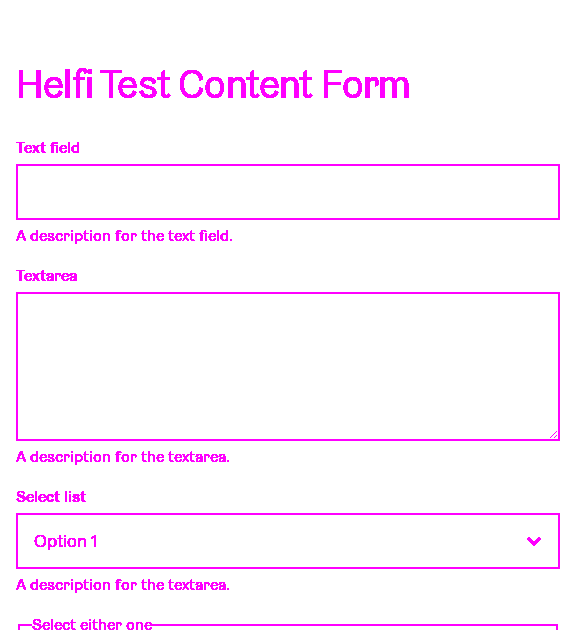 Helfi Test Content Form
Text field
A description for the text field.
Textarea
A description for the textarea.
Select list
Option 1
A description for the textarea.
Select either one